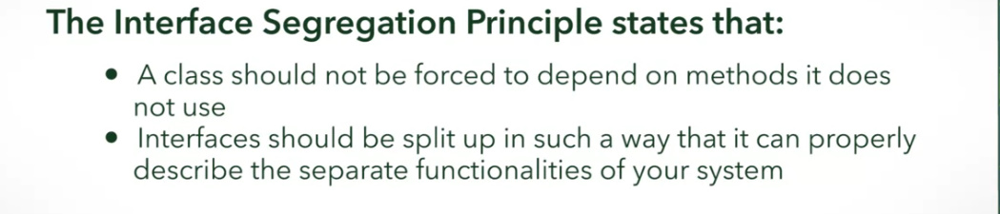 The Interface Segregation Principle states that:
• A class should not be forced to depend on methods it does
not use
• Interfaces should be split up in such a way that it can properly
describe the separate functionalities of your system